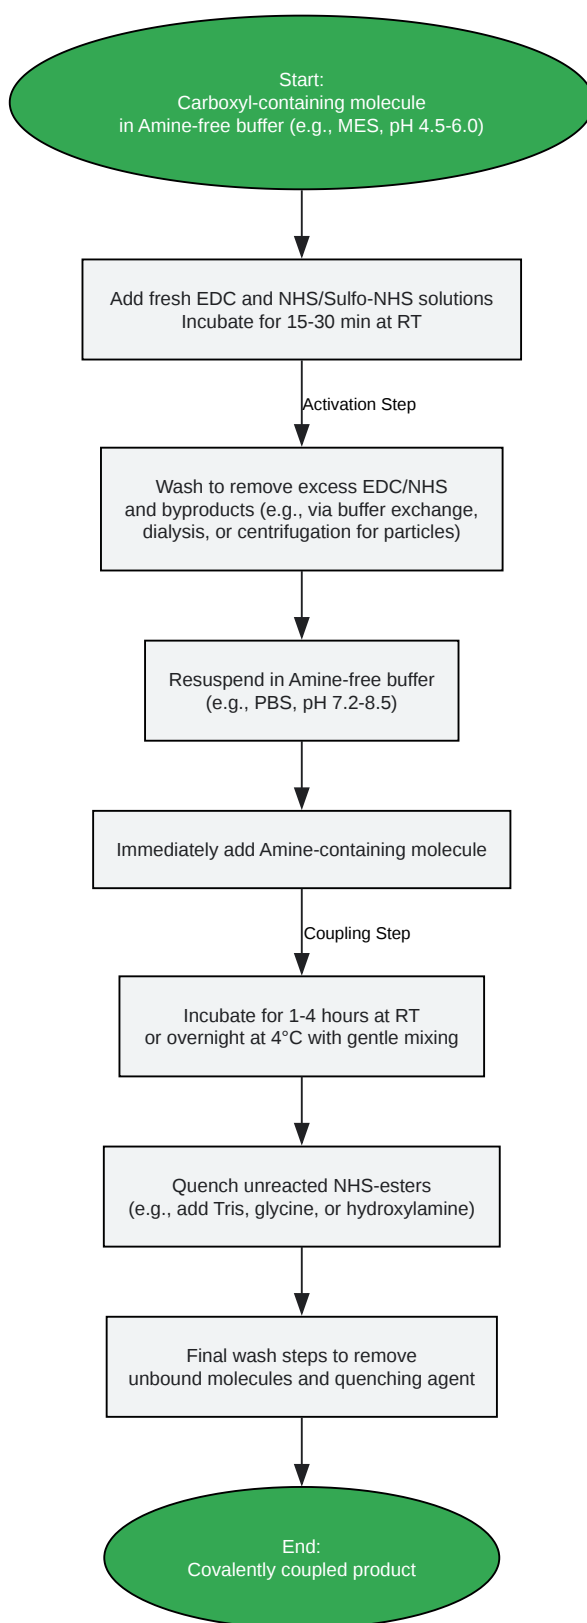 Start:
Carboxyl-containing molecule
in Amine-free buffer (e.g., MES, pH 4.5-6.0)
Add fresh EDC and NHS/Sulfo-NHS solutions
Incubate for 15-30 min at RT
Activation Step
Wash to remove excess EDC/NHS
and byproducts (e.g., via buffer exchange,
dialysis, or centrifugation for particles)
Resuspend in Amine-free buffer
(e.g., PBS, pH 7.2-8.5)
Immediately add Amine-containing molecule
Coupling Step
Incubate for 1-4 hours at RT
or overnight at 4°C with gentle mixing
Quench unreacted NHS-esters
(e.g., add Tris, glycine, or hydroxylamine)
Final wash steps to remove
unbound molecules and quenching agent
End:
Covalently coupled product